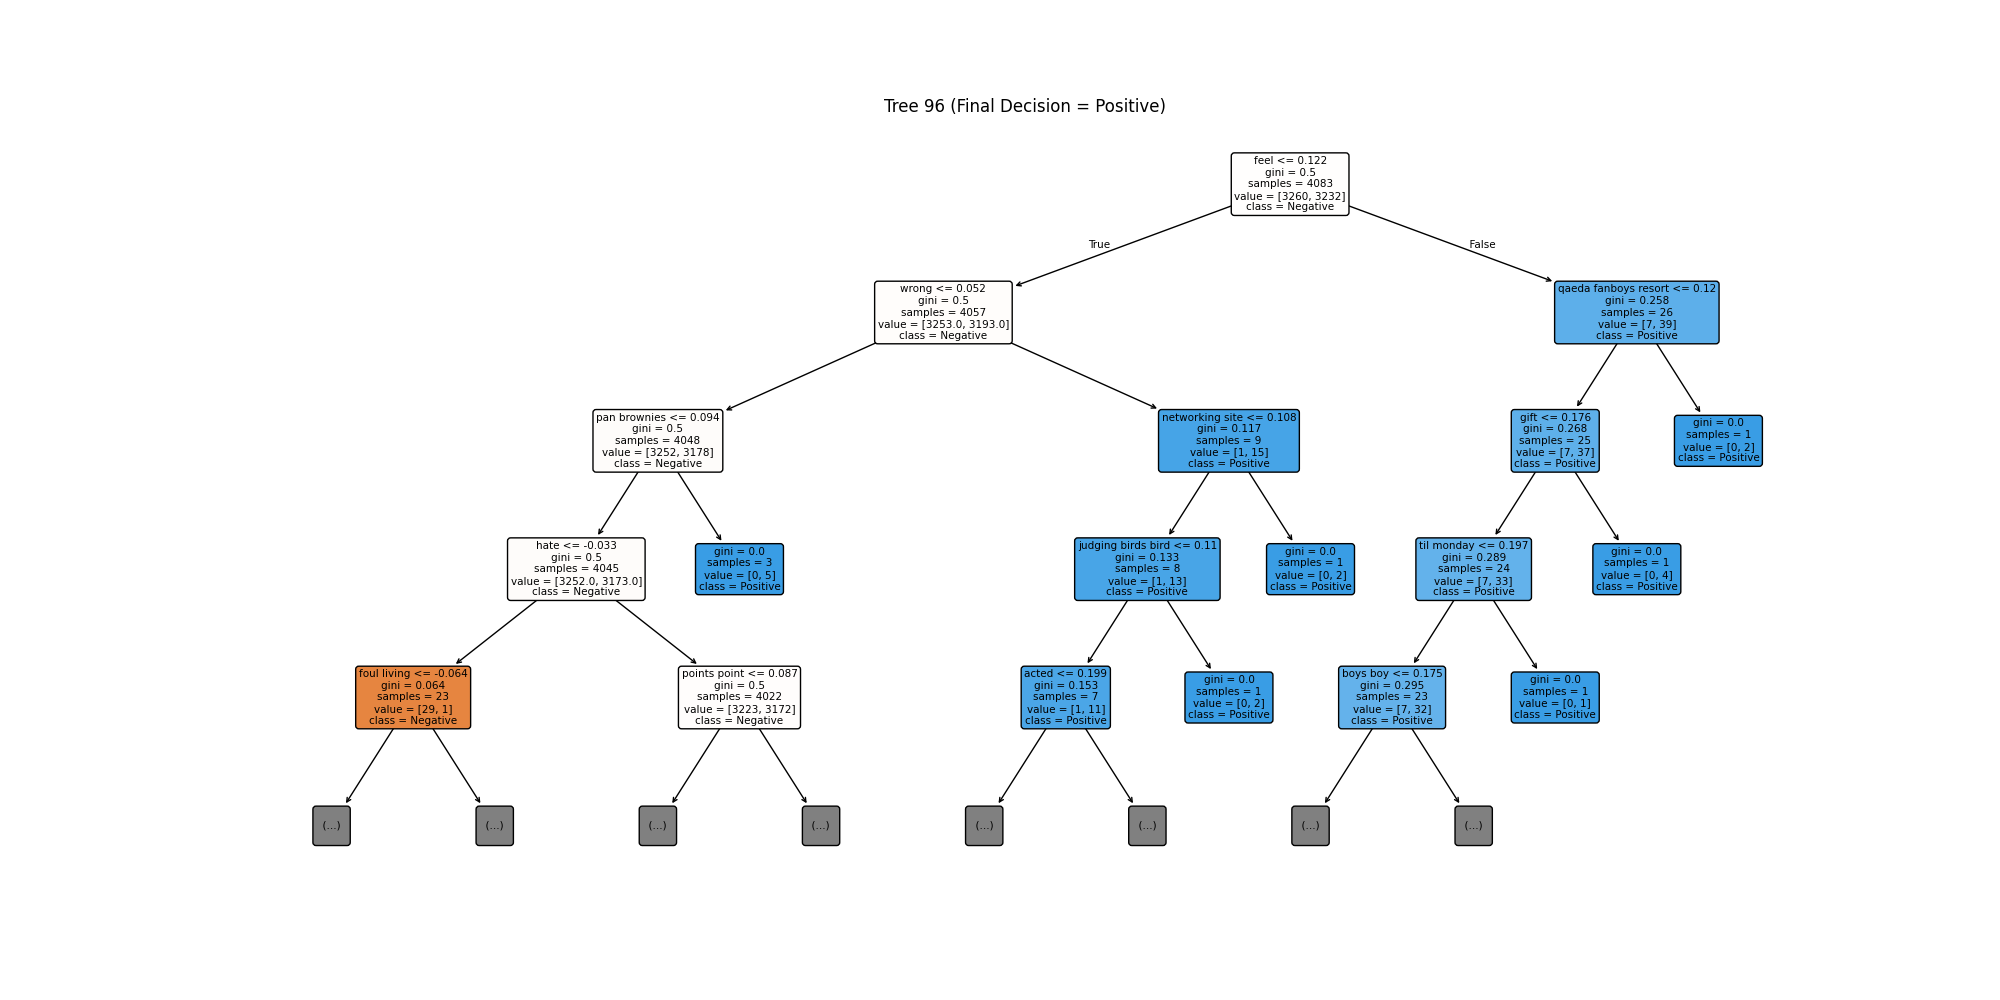 Tree 96 (Final Decision = Positive)
feel <= 0.122
gini = 0.5
samples = 4083
value = [3260, 3232]
class = Negative
True
False
wrong <= 0.052
gini = 0.5
samples = 4057
value = [3253.0, 3193.0]
class = Negative
qaeda fanboys resort <= 0.12
gini = 0.258
samples = 26
value = [7, 39]
class = Positive
pan brownies <= 0.094
gini = 0.5
samples = 4048
value = [3252, 3178]
class = Negative
networking site <= 0.108
gini = 0.117
samples = 9
value = [1, 15]
class = Positive
gift <= 0.176
gini = 0.268
samples = 25
value = [7, 37]
class = Positive
gini = 0.0
samples = 1
value = [0, 2]
class = Positive
hate <= -0.033
gini = 0.5
samples = 4045
value = [3252.0, 3173.0]
class = Negative
gini = 0.0
samples = 3
value = [0, 5]
class = Positive
judging birds bird <= 0.11
gini = 0.133
samples = 8
value = [1, 13]
class = Positive
gini = 0.0
samples = 1
value = [0, 2]
class = Positive
til monday <= 0.197
gini = 0.289
samples = 24
value = [7, 33]
class = Positive
gini = 0.0
samples = 1
value = [0, 4]
class = Positive
foul living <= -0.064
gini = 0.064
samples = 23
value = [29, 1]
class = Negative
points point <= 0.087
gini = 0.5
samples = 4022
value = [3223, 3172]
class = Negative
acted <= 0.199
gini = 0.153
samples = 7
value = [1, 11]
class = Positive
gini = 0.0
samples = 1
value = [0, 2]
class = Positive
boys boy <= 0.175
gini = 0.295
samples = 23
value = [7, 32]
class = Positive
gini = 0.0
samples = 1
value = [0, 1]
class = Positive
(...)
(...)
(...)
(...)
(...)
(...)
(...)
(...)